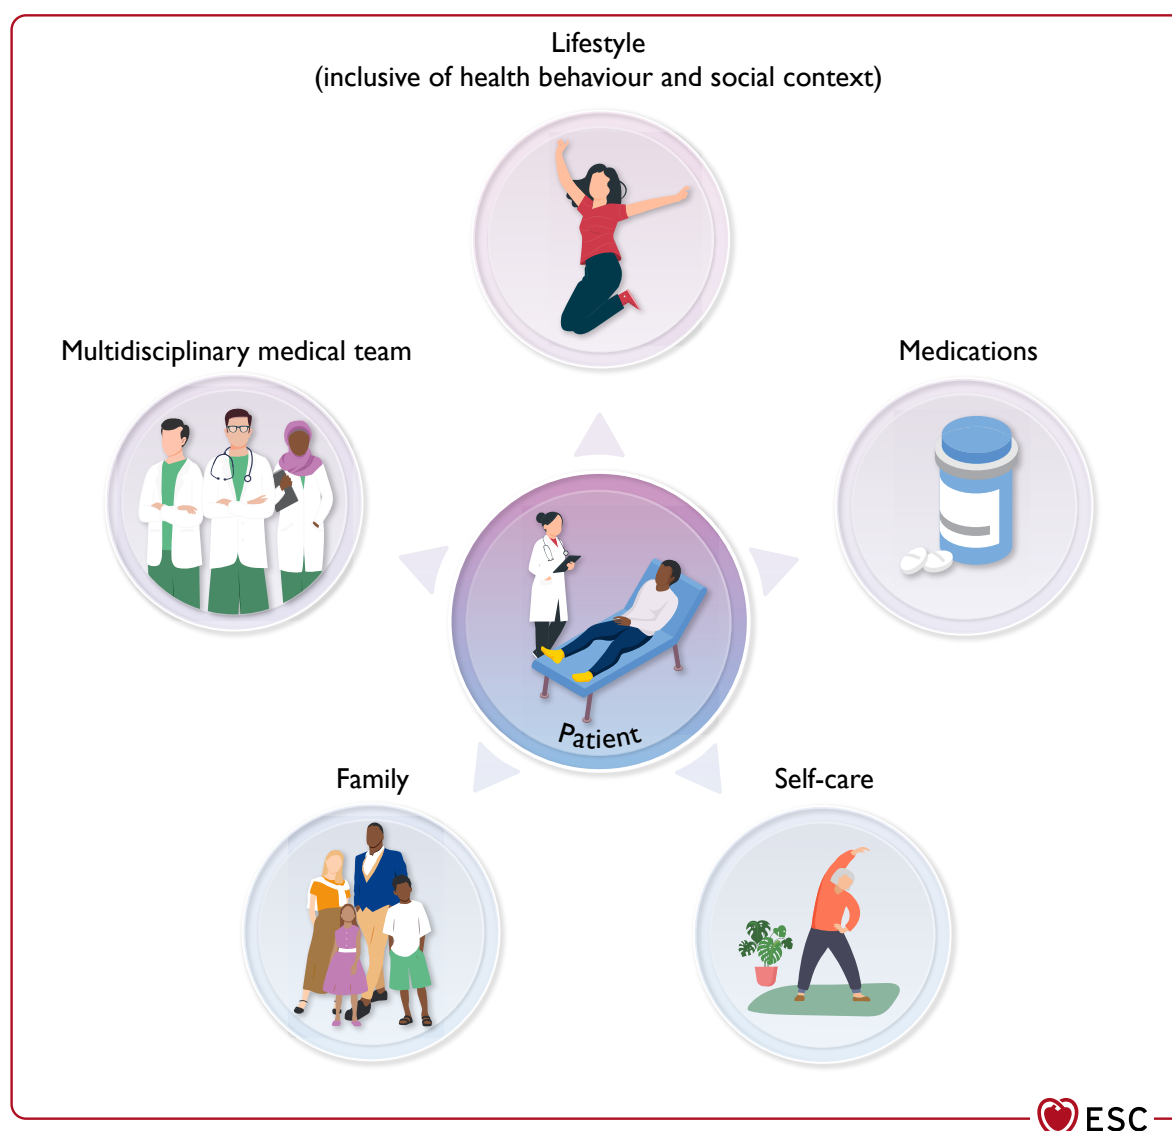 Lifestyle
(inclusive of health behaviour and social context)
Multidisciplinary medical team
Medications
Patient
Family
Self-care
ESC